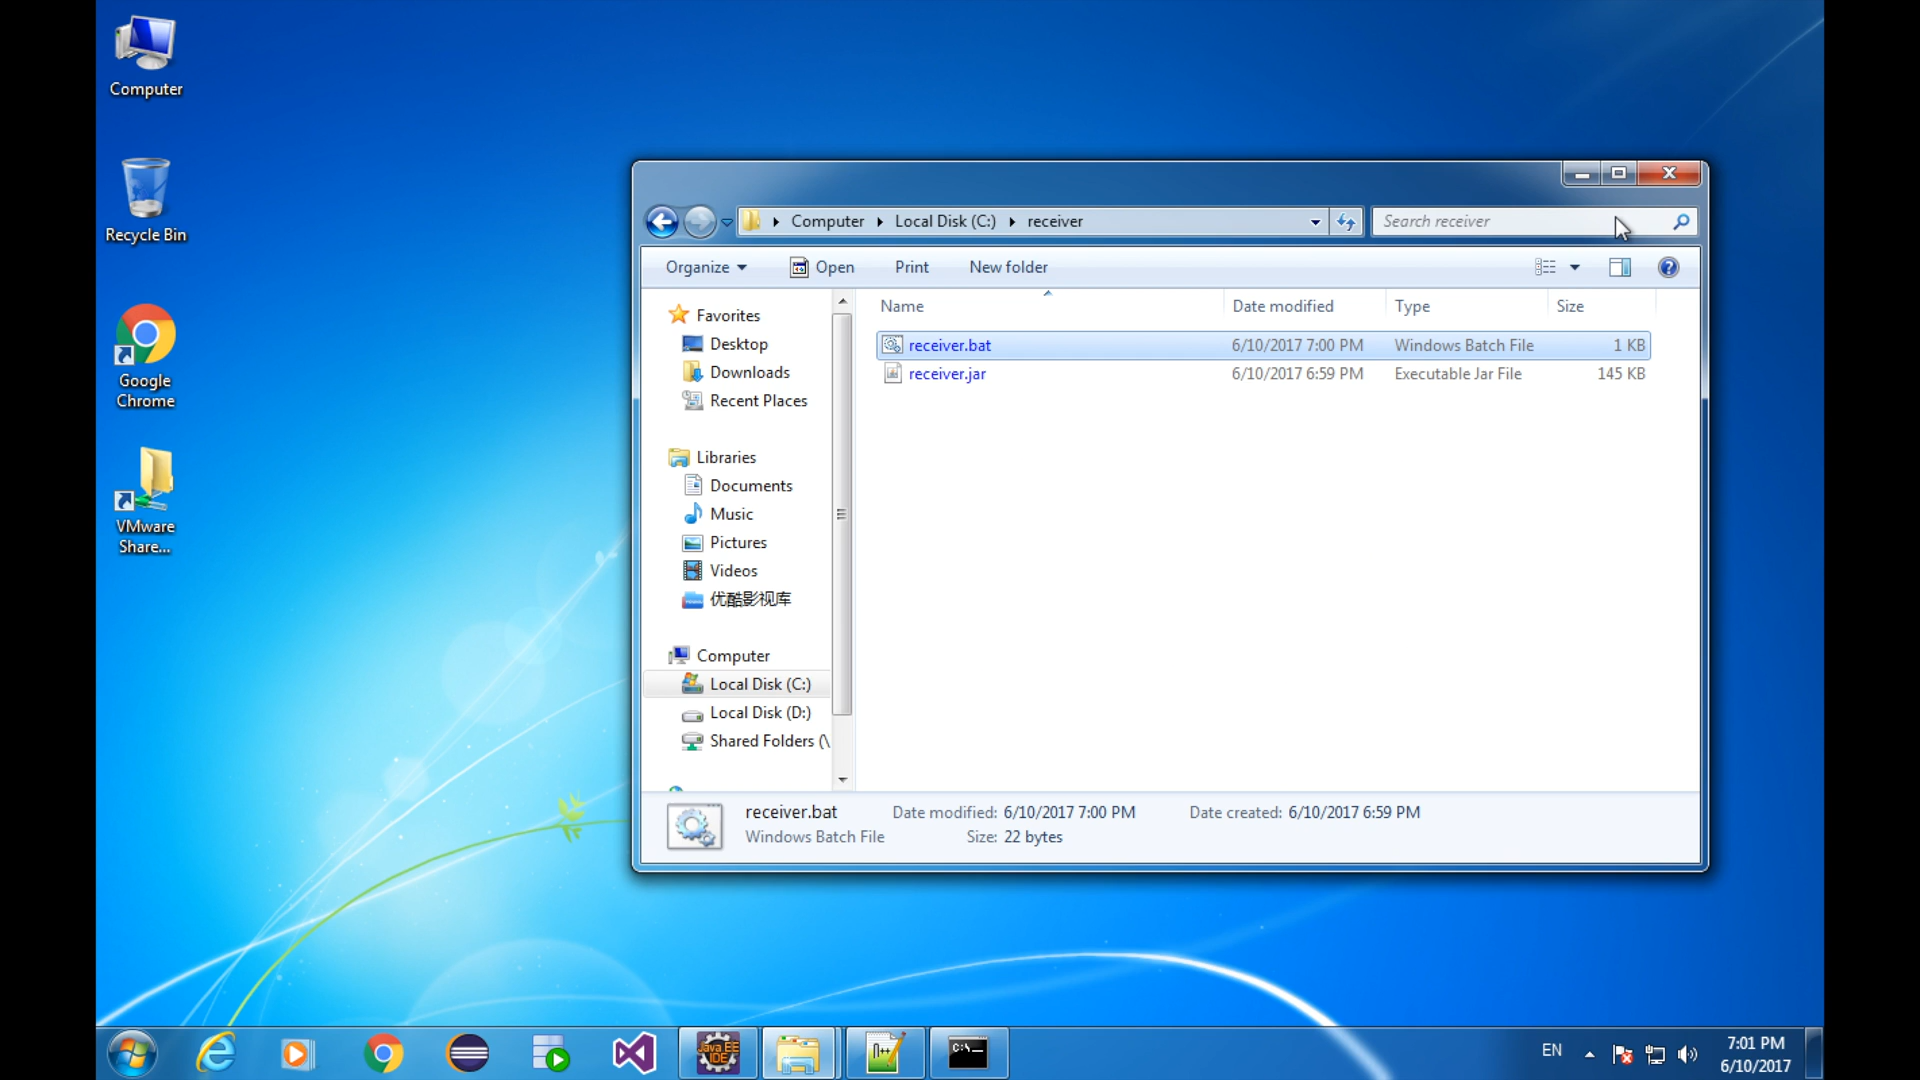 Computer
Recycle Bin
Google
Chrome
VMware
Share...
Computer
Local Disk (C:)
receiver
Search receiver
Organize
Open
Print
New folder
Name
Date modified
Type
Size
receiver.bat
6/10/2017 7:00 PM
Windows Batch File
1 KB
receiver.jar
6/10/2017 6:59 PM
Executable Jar File
145 KB
Favorites
Desktop
Downloads
Recent Places
Libraries
Documents
Music
Pictures
Videos
优酷影视库
Computer
Local Disk (C:)
Local Disk (D:)
Shared Folders (\
receiver.bat
Date modified: 6/10/2017 7:00 PM
Date created: 6/10/2017 6:59 PM
Windows Batch File
Size: 22 bytes
Java EE
IDE
C:\
EN
7:01 PM
6/10/2017